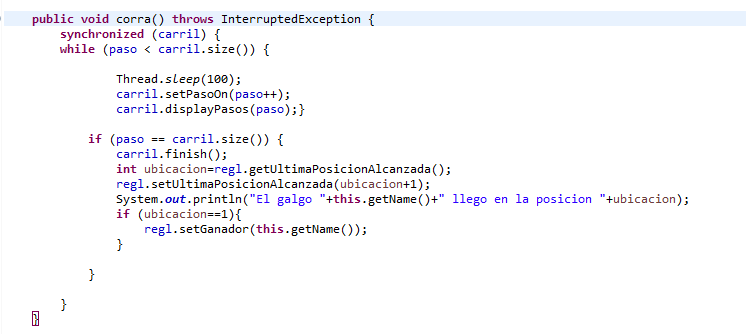 public void corra() throws InterruptedException {
synchronized (carril) {
while (paso < carril.size()) {
Thread.sleep(100);
carril.setPasoOn(paso++);
carril.displayPasos(paso);}
if (paso == carril.size()) {
carril.finish();
int ubicacion=regl.getUltimaPosicionAlcanzada();
regl.setUltimaPosicionAlcanzada(ubicacion+1);
System.out.println("El galgo "+this.getName()+" llego en la posicion "+ubicacion);
if (ubicacion==1){
regl.setGanador(this.getName());
}
}
}
}